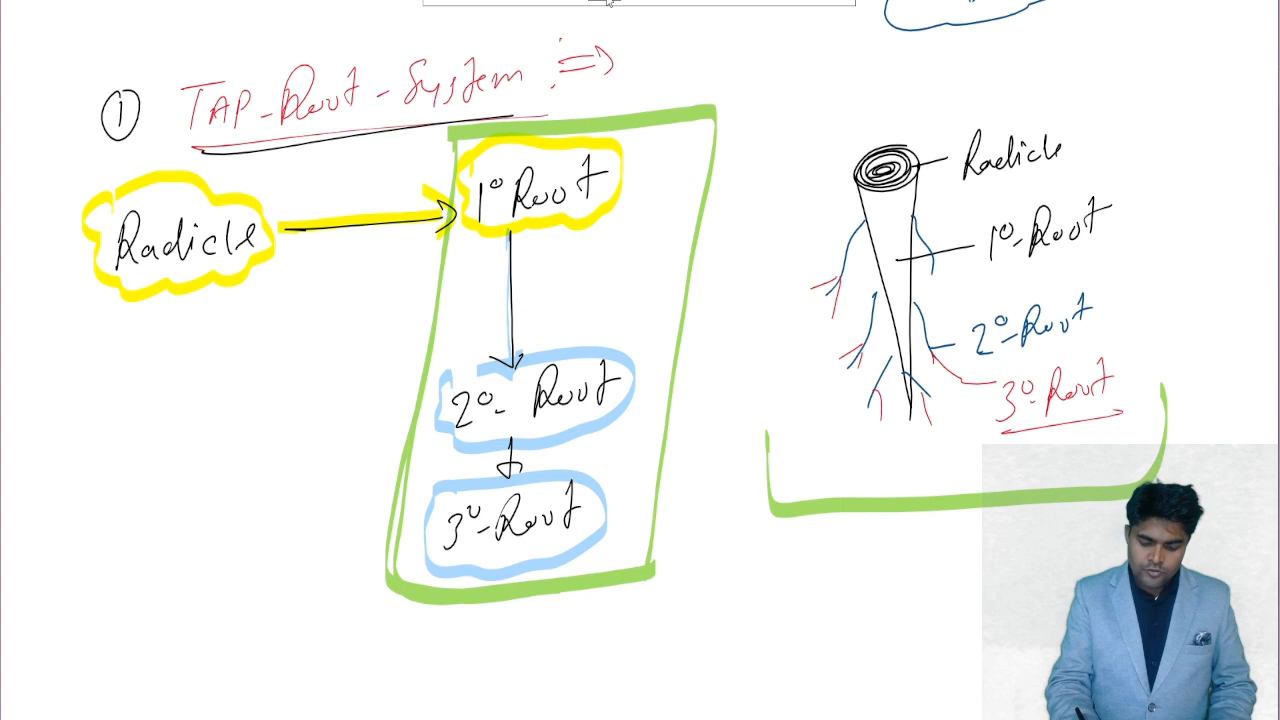 ① TAP-Root-System :⇒
Radicle → 1° Root
2°- Root
3°-Root
Radicle
1°-Root
2°-Root
3°-Root